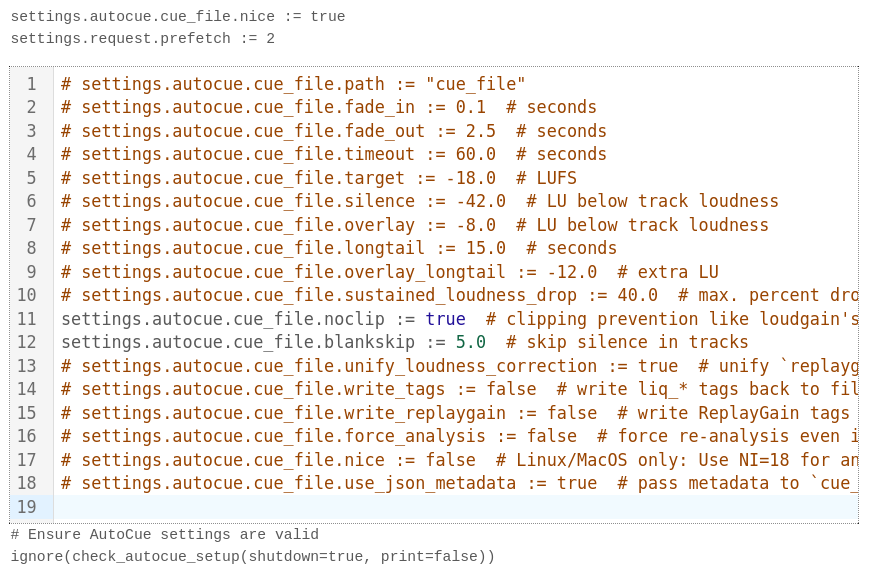 settings.autocue.cue_file.nice := true
settings.request.prefetch := 2
1 # settings.autocue.cue_file.path := "cue_file"
2 # settings.autocue.cue_file.fade_in := 0.1  # seconds
3 # settings.autocue.cue_file.fade_out := 2.5  # seconds
4 # settings.autocue.cue_file.timeout := 60.0  # seconds
5 # settings.autocue.cue_file.target := -18.0  # LUFS
6 # settings.autocue.cue_file.silence := -42.0  # LU below track loudness
7 # settings.autocue.cue_file.overlay := -8.0  # LU below track loudness
8 # settings.autocue.cue_file.longtail := 15.0  # seconds
9 # settings.autocue.cue_file.overlay_longtail := -12.0  # extra LU
10 # settings.autocue.cue_file.sustained_loudness_drop := 40.0  # max. percent dro
11 settings.autocue.cue_file.noclip := true  # clipping prevention like loudgain's
12 settings.autocue.cue_file.blankskip := 5.0  # skip silence in tracks
13 # settings.autocue.cue_file.unify_loudness_correction := true  # unify `replayg
14 # settings.autocue.cue_file.write_tags := false  # write liq_* tags back to fil
15 # settings.autocue.cue_file.write_replaygain := false  # write ReplayGain tags
16 # settings.autocue.cue_file.force_analysis := false  # force re-analysis even i
17 # settings.autocue.cue_file.nice := false  # Linux/MacOS only: Use NI=18 for an
18 # settings.autocue.cue_file.use_json_metadata := true  # pass metadata to `cue_
19
# Ensure AutoCue settings are valid
ignore(check_autocue_setup(shutdown=true, print=false))